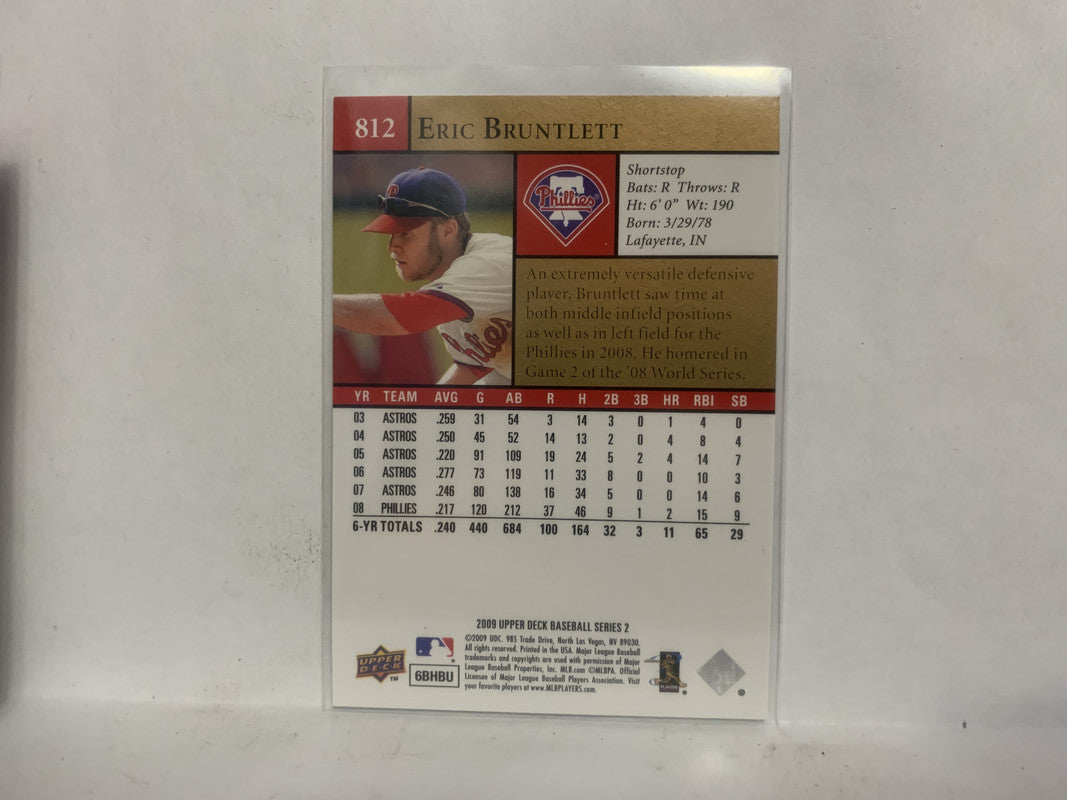 812 ERIC BRUNTLETT
P
hties
Phillies
Shortstop
Bats: R Throws: R
Ht: 6' 0" Wt: 190
Born: 3/29/78
Lafayette, IN
An extremely versatile defensive
player, Bruntlett saw time at
both middle infield positions
as well as in left field for the
Phillies in 2008. He homered in
Game 2 of the '08 World Series.
YR TEAM AVG G AB R H 2B 3B HR RBI SB
03 ASTROS .259 31 54 3 14 3 0 1 4 0
04 ASTROS .250 45 52 14 13 2 0 4 8 4
05 ASTROS .220 91 109 19 24 5 2 4 14 7
06 ASTROS .277 73 119 11 33 8 0 0 10 3
07 ASTROS .246 80 138 16 34 5 0 0 14 6
08 PHILLIES .217 120 212 37 46 9 1 2 15 9
6-YR TOTALS .240 440 684 100 164 32 3 11 65 29
2009 UPPER DECK BASEBALL SERIES 2
©2009 UDC. 985 Trade Drive, North Las Vegas, NV 89030.
All rights reserved. Printed in the USA. Major League Baseball
trademarks and copyrights are used with permission of Major
League Baseball Properties, Inc. MLB.com ©MLBPA. Official
Licensee of Major League Baseball Players Association. Visit
your favorite players at www.MLBPLAYERS.com.
UPPER
DECK
TM
6BHBU
PLAYERS
®